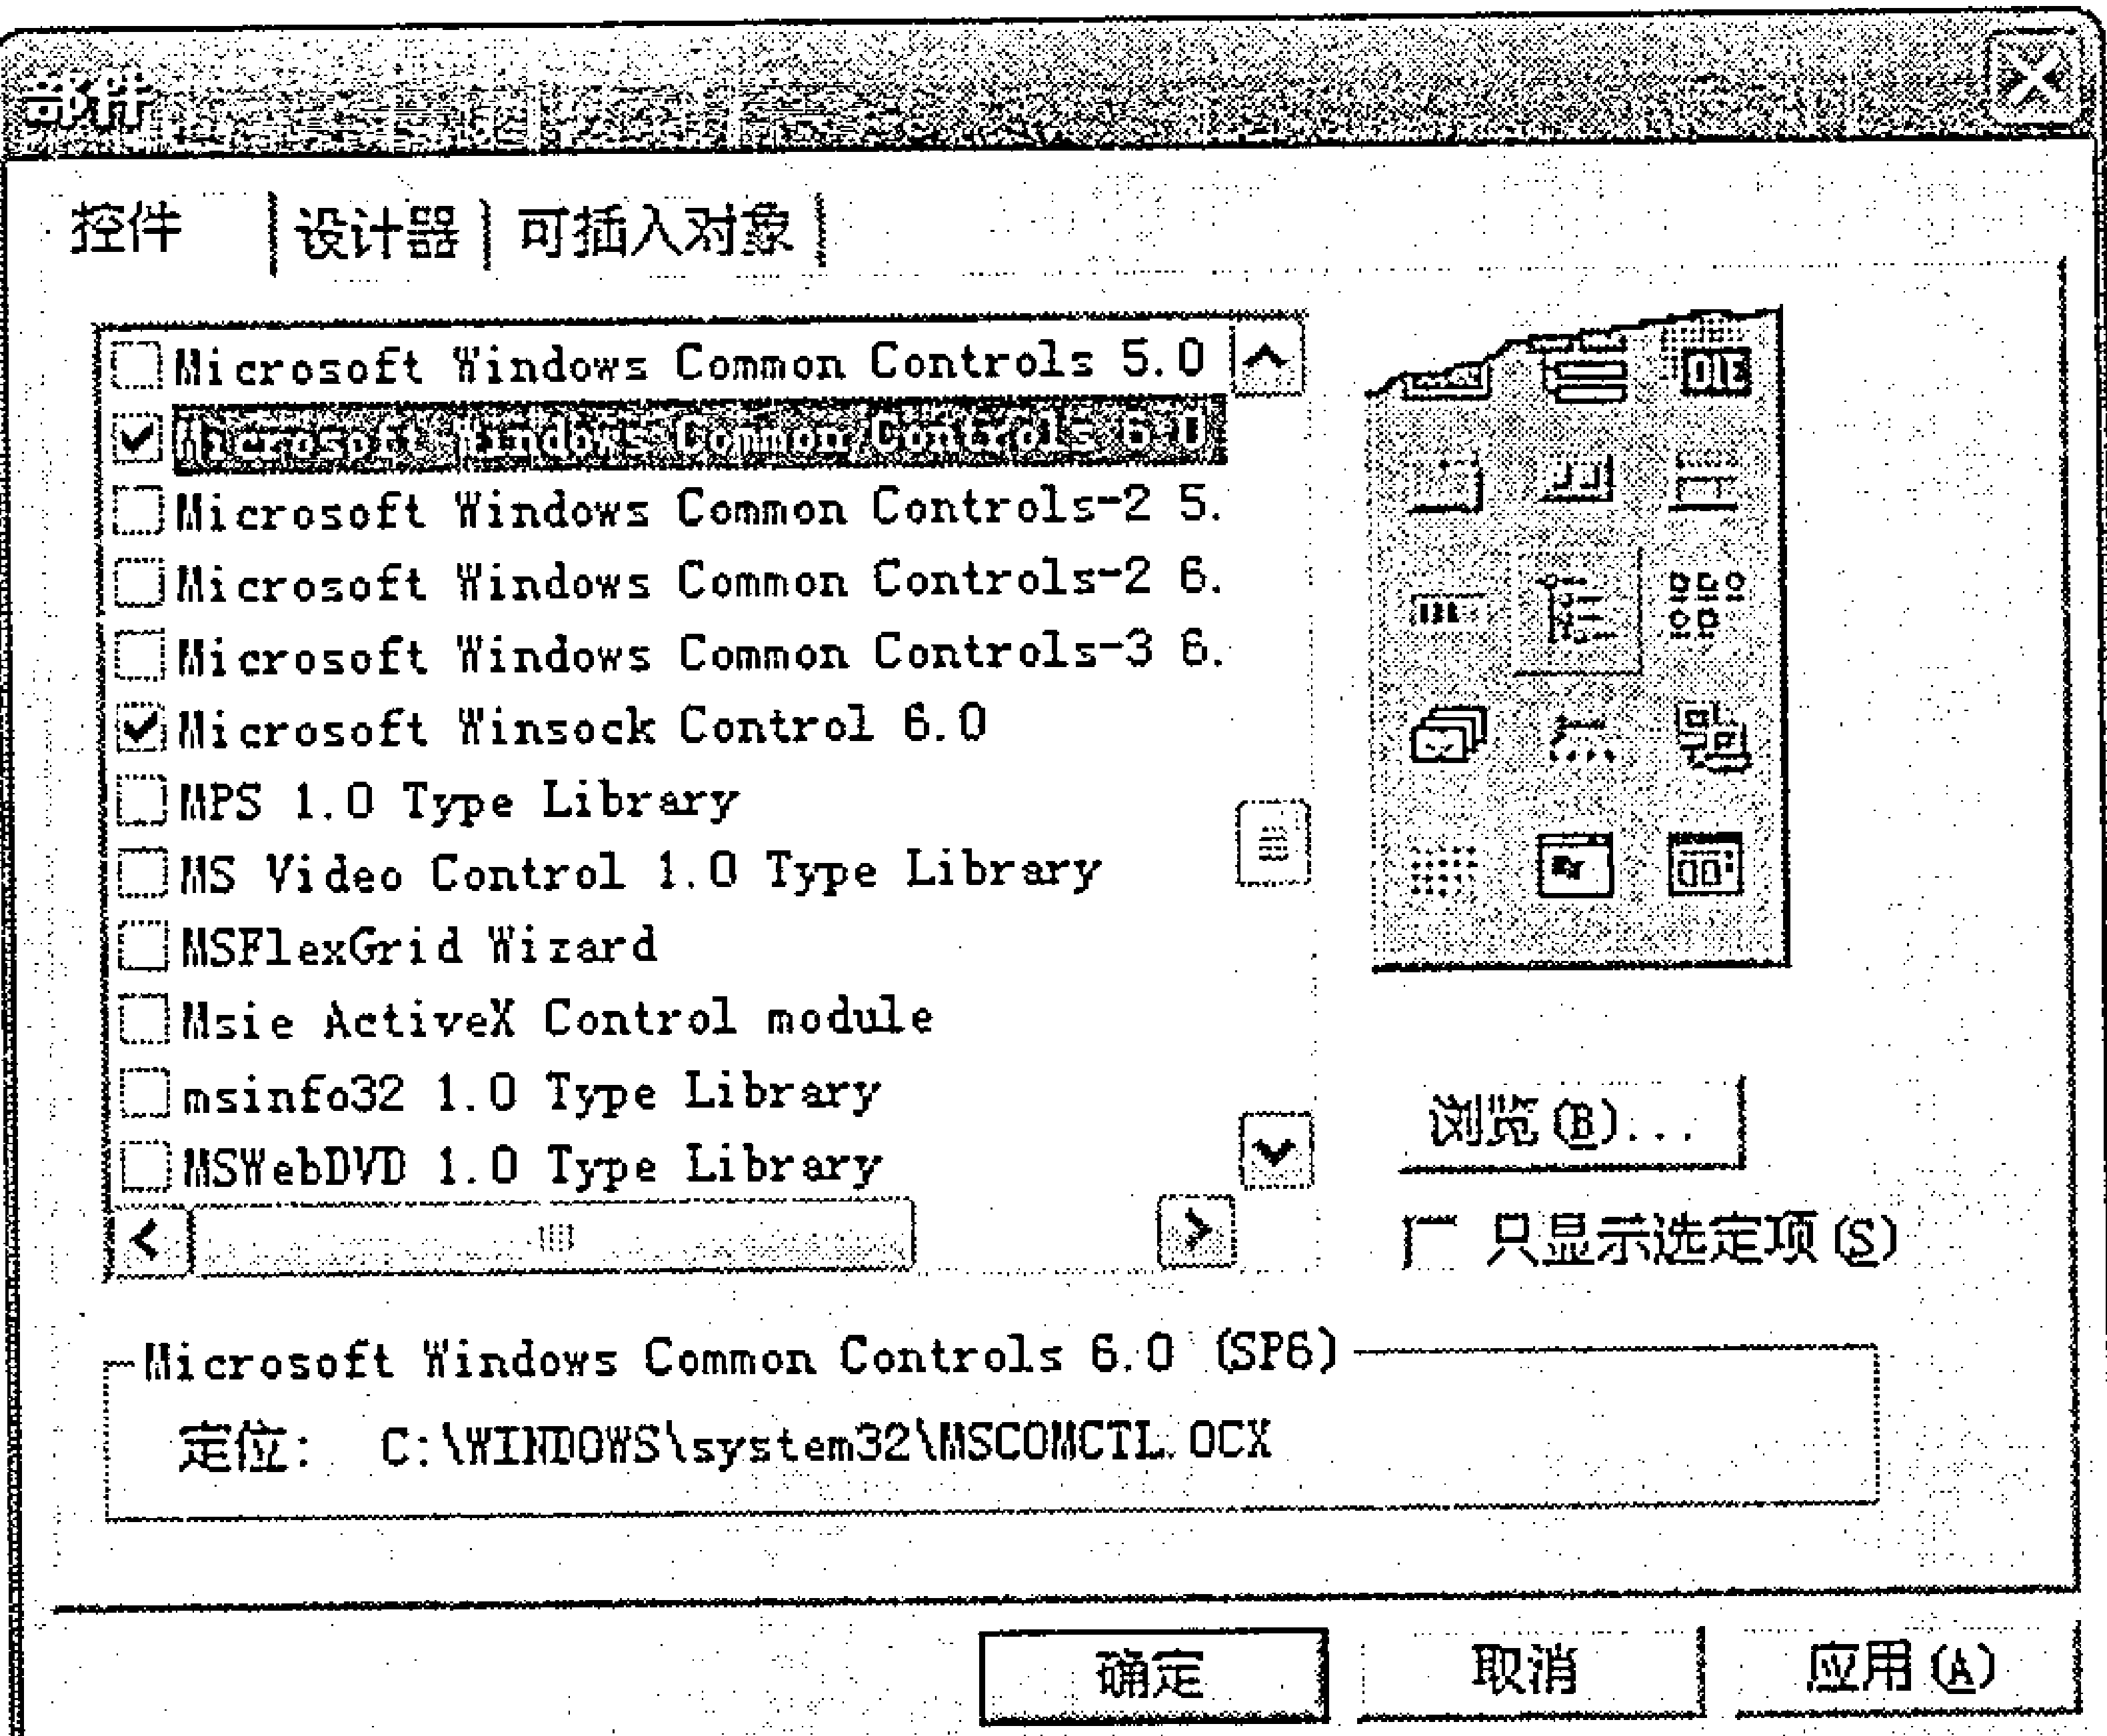 部件
控件 设计器 可插入对象
Microsoft Windows Common Controls 5.0
Microsoft Windows Common Controls 6.0
Microsoft Windows Common Controls-2 5.
Microsoft Windows Common Controls-2 6.
Microsoft Windows Common Controls-3 6.
Microsoft Winsock Control 6.0
MPS 1.0 Type Library
MS Video Control 1.0 Type Library
MSFlexGrid Wizard
Msie ActiveX Control module
msinfo32 1.0 Type Library
MSWebDVD 1.0 Type Library
浏览(B)...
只显示选定项(S)
Microsoft Windows Common Controls 6.0 (SP6)
定位: C:\WINDOWS\system32\MSCOMCTL.OCX
确定 取消 应用(A)